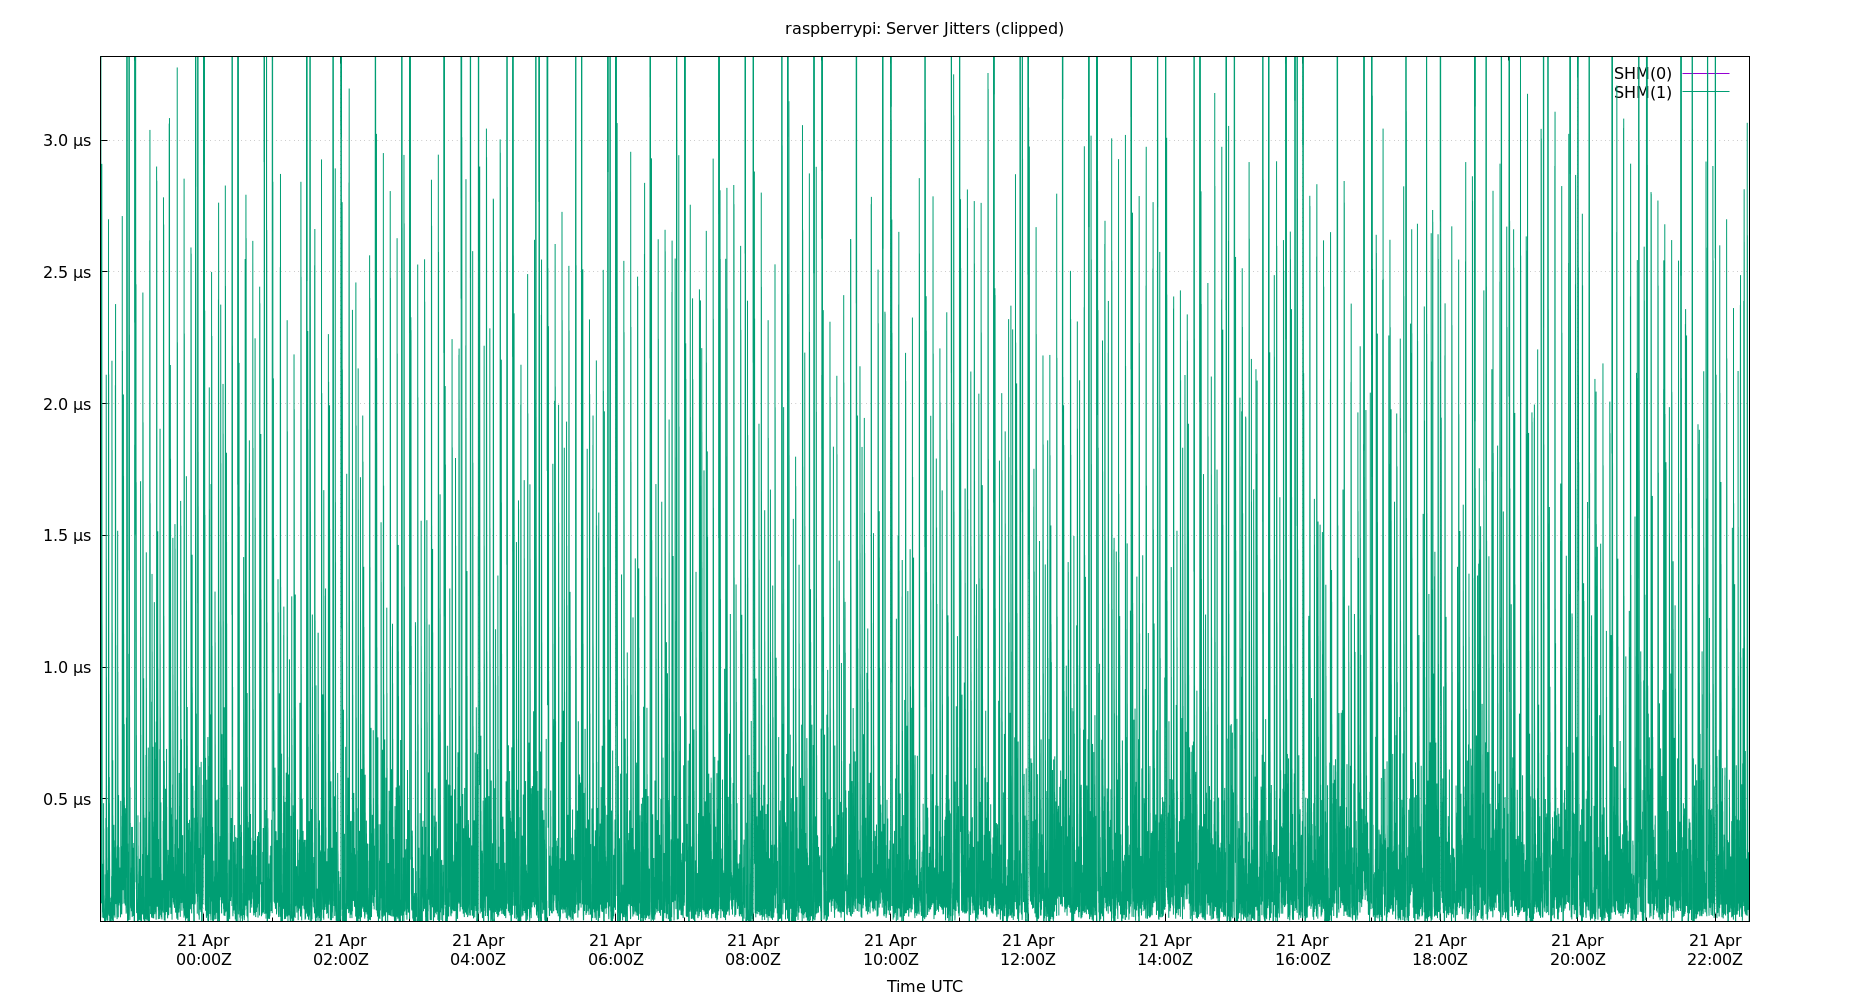 raspberrypi: Server Jitters (clipped)
SHM(0)
SHM(1)
3.0 µs
2.5 µs
2.0 µs
1.5 µs
1.0 µs
0.5 µs
21 Apr 21 Apr 21 Apr 21 Apr 21 Apr 21 Apr 21 Apr 21 Apr 21 Apr 21 Apr 21 Apr 21 Apr
00:00Z 02:00Z 04:00Z 06:00Z 08:00Z 10:00Z 12:00Z 14:00Z 16:00Z 18:00Z 20:00Z 22:00Z
Time UTC